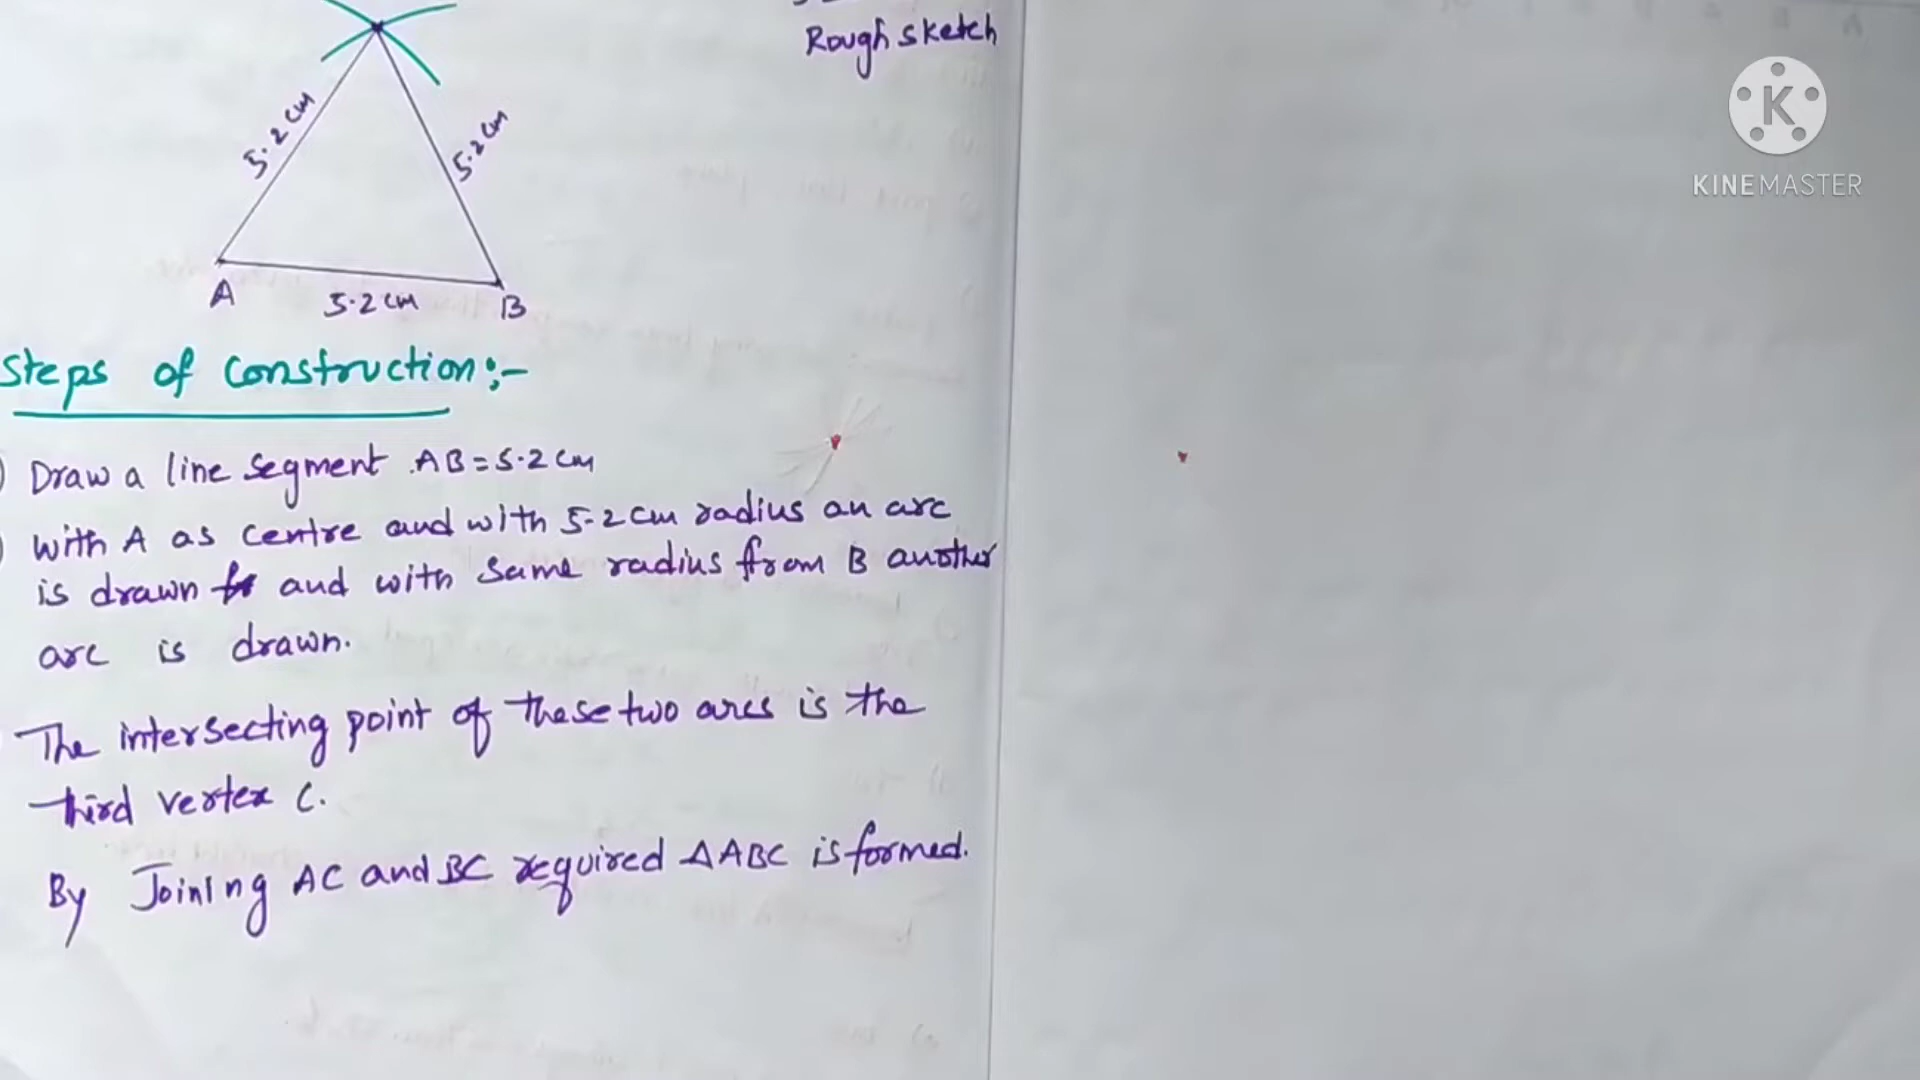 Rough sketch
5.2 cm
5.2 cm
A
5.2 cm
B
Steps of construction:-
) Draw a line segment AB = 5.2 cm
) with A as centre and with 5.2 cm radius an arc
is drawn and with same radius from B another
arc is drawn.
The intersecting point of these two arcs is the
third vertex C.
By Joining AC and BC required ΔABC is formed.
K
KINEMASTER